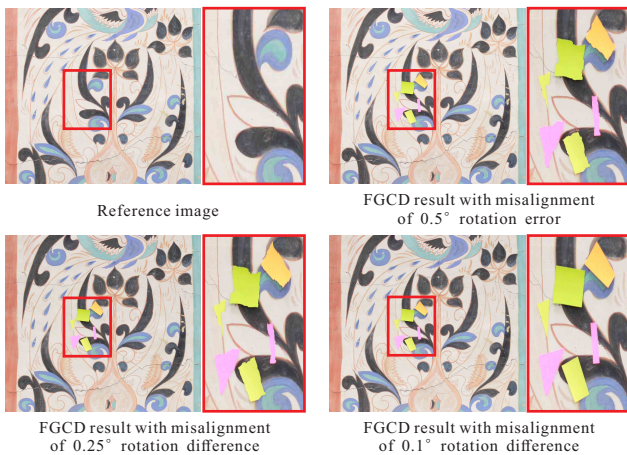 Reference image
FGCD result with misalignment
of 0.5° rotation error
FGCD result with misalignment
of 0.25° rotation difference
FGCD result with misalignment
of 0.1° rotation difference